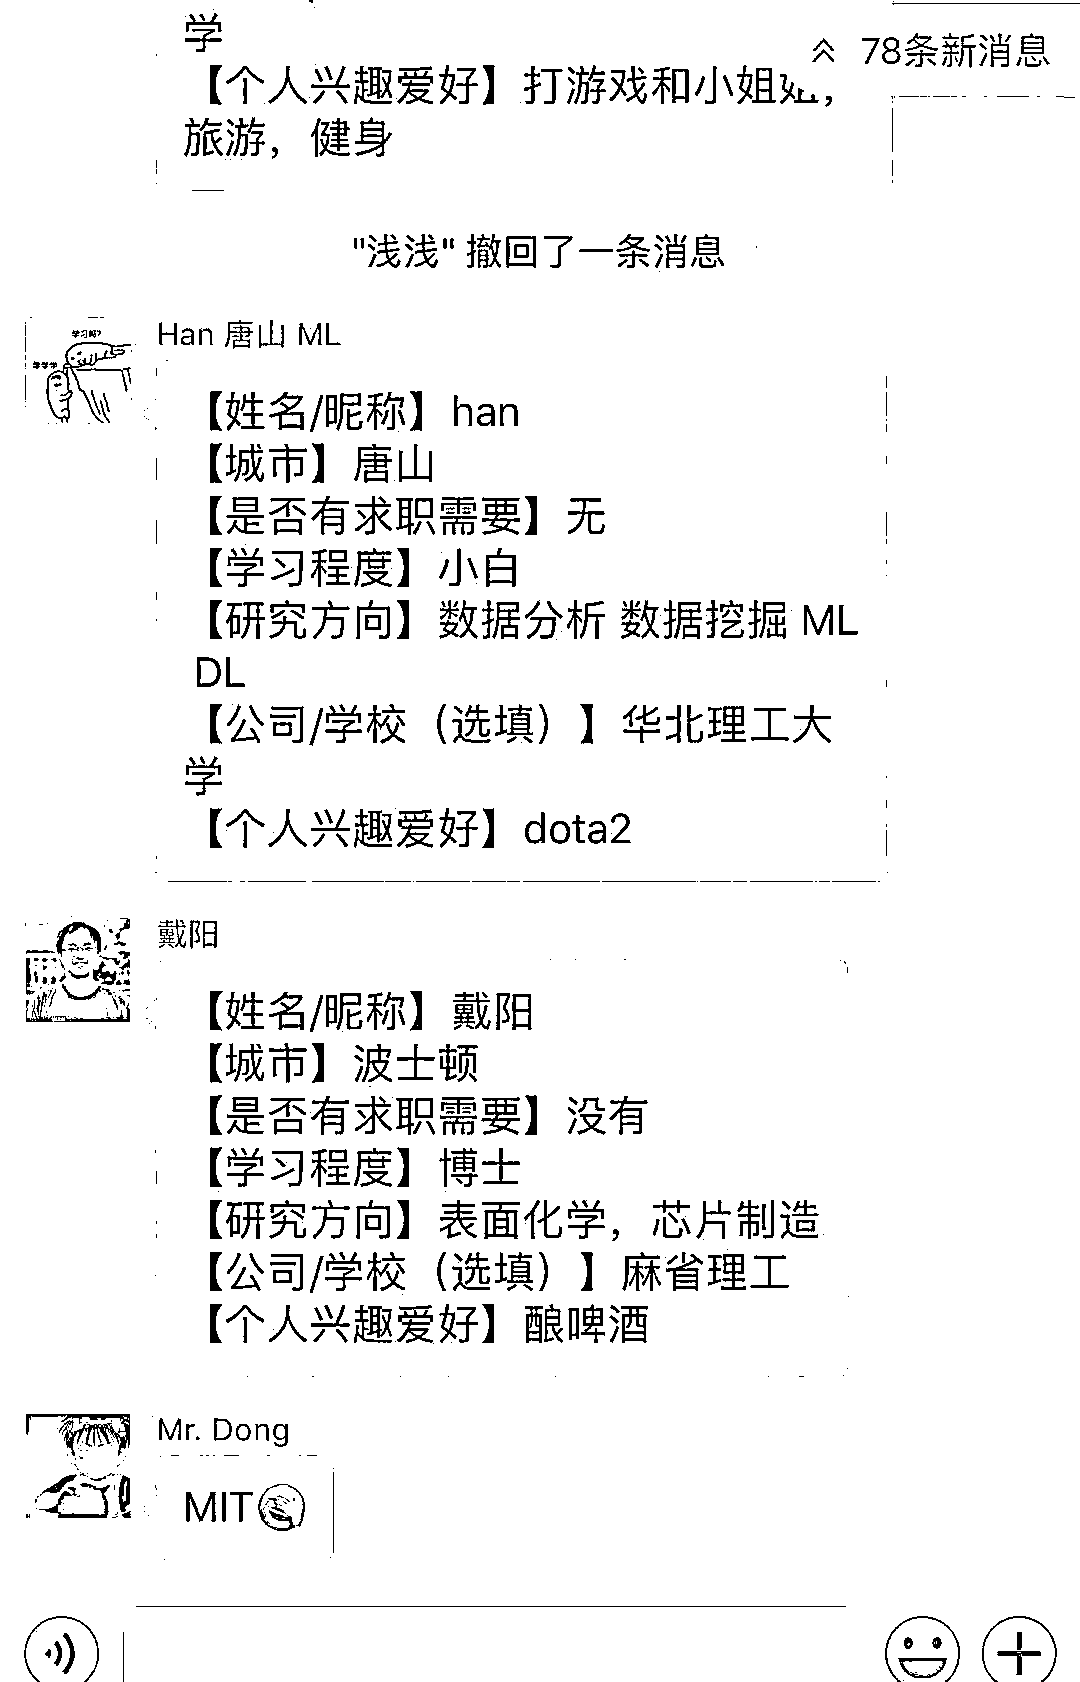 学
78条新消息
【个人兴趣爱好】打游戏和小姐姐，
旅游，健身
"浅浅" 撤回了一条消息
学习吗?
学学学
Han 唐山 ML
【姓名/昵称】han
【城市】唐山
【是否有求职需要】无
【学习程度】小白
【研究方向】数据分析 数据挖掘 ML
DL
【公司/学校（选填）】华北理工大
学
【个人兴趣爱好】dota2
戴阳
【姓名/昵称】戴阳
【城市】波士顿
【是否有求职需要】没有
【学习程度】博士
【研究方向】表面化学，芯片制造
【公司/学校（选填）】麻省理工
【个人兴趣爱好】酿啤酒
Mr. Dong
MIT